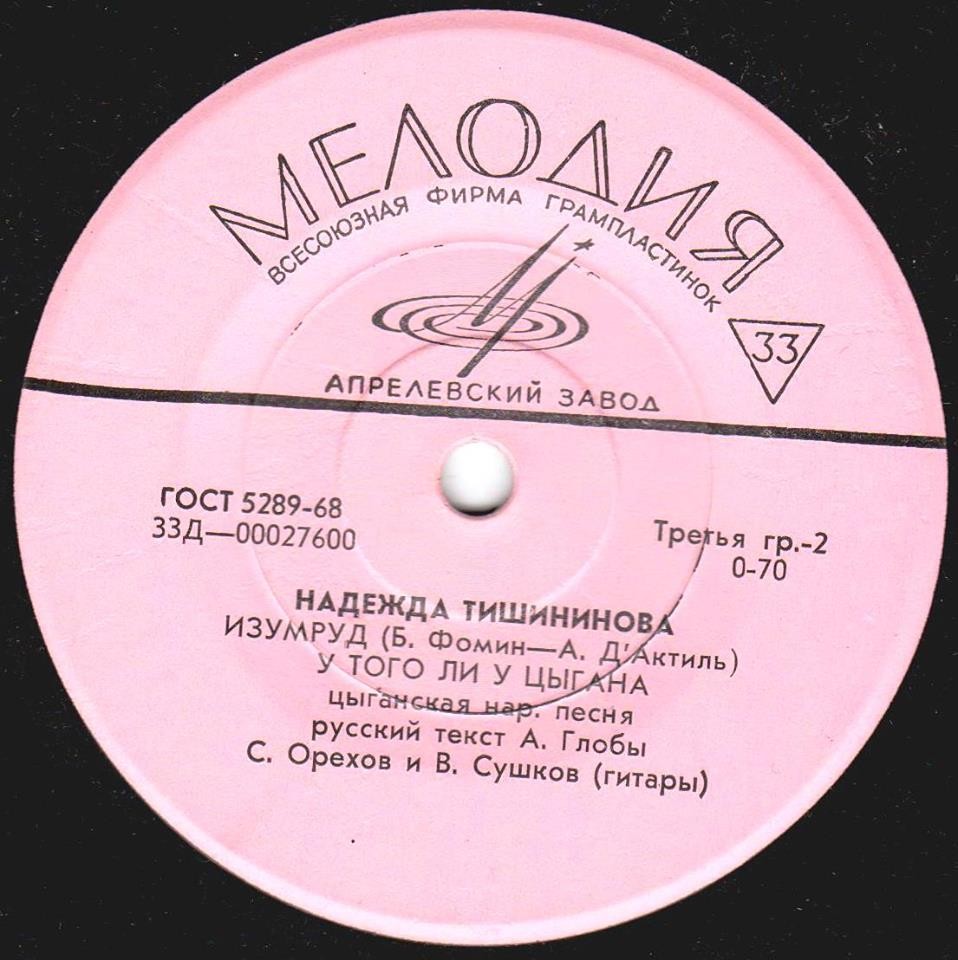 МЕЛОДИЯ
ВСЕСОЮЗНАЯ ФИРМА ГРАМПЛАСТИНОК
33
АПРЕЛЕВСКИЙ ЗАВОД
ГОСТ 5289-68
33Д—00027600
Третья гр.-2
0-70
НАДЕЖДА ТИШИНИНОВА
ИЗУМРУД (Б. Фомин—А. Д'Актиль)
У ТОГО ЛИ У ЦЫГАНА
цыганская нар. песня
русский текст А. Глобы
С. Орехов и В. Сушков (гитары)